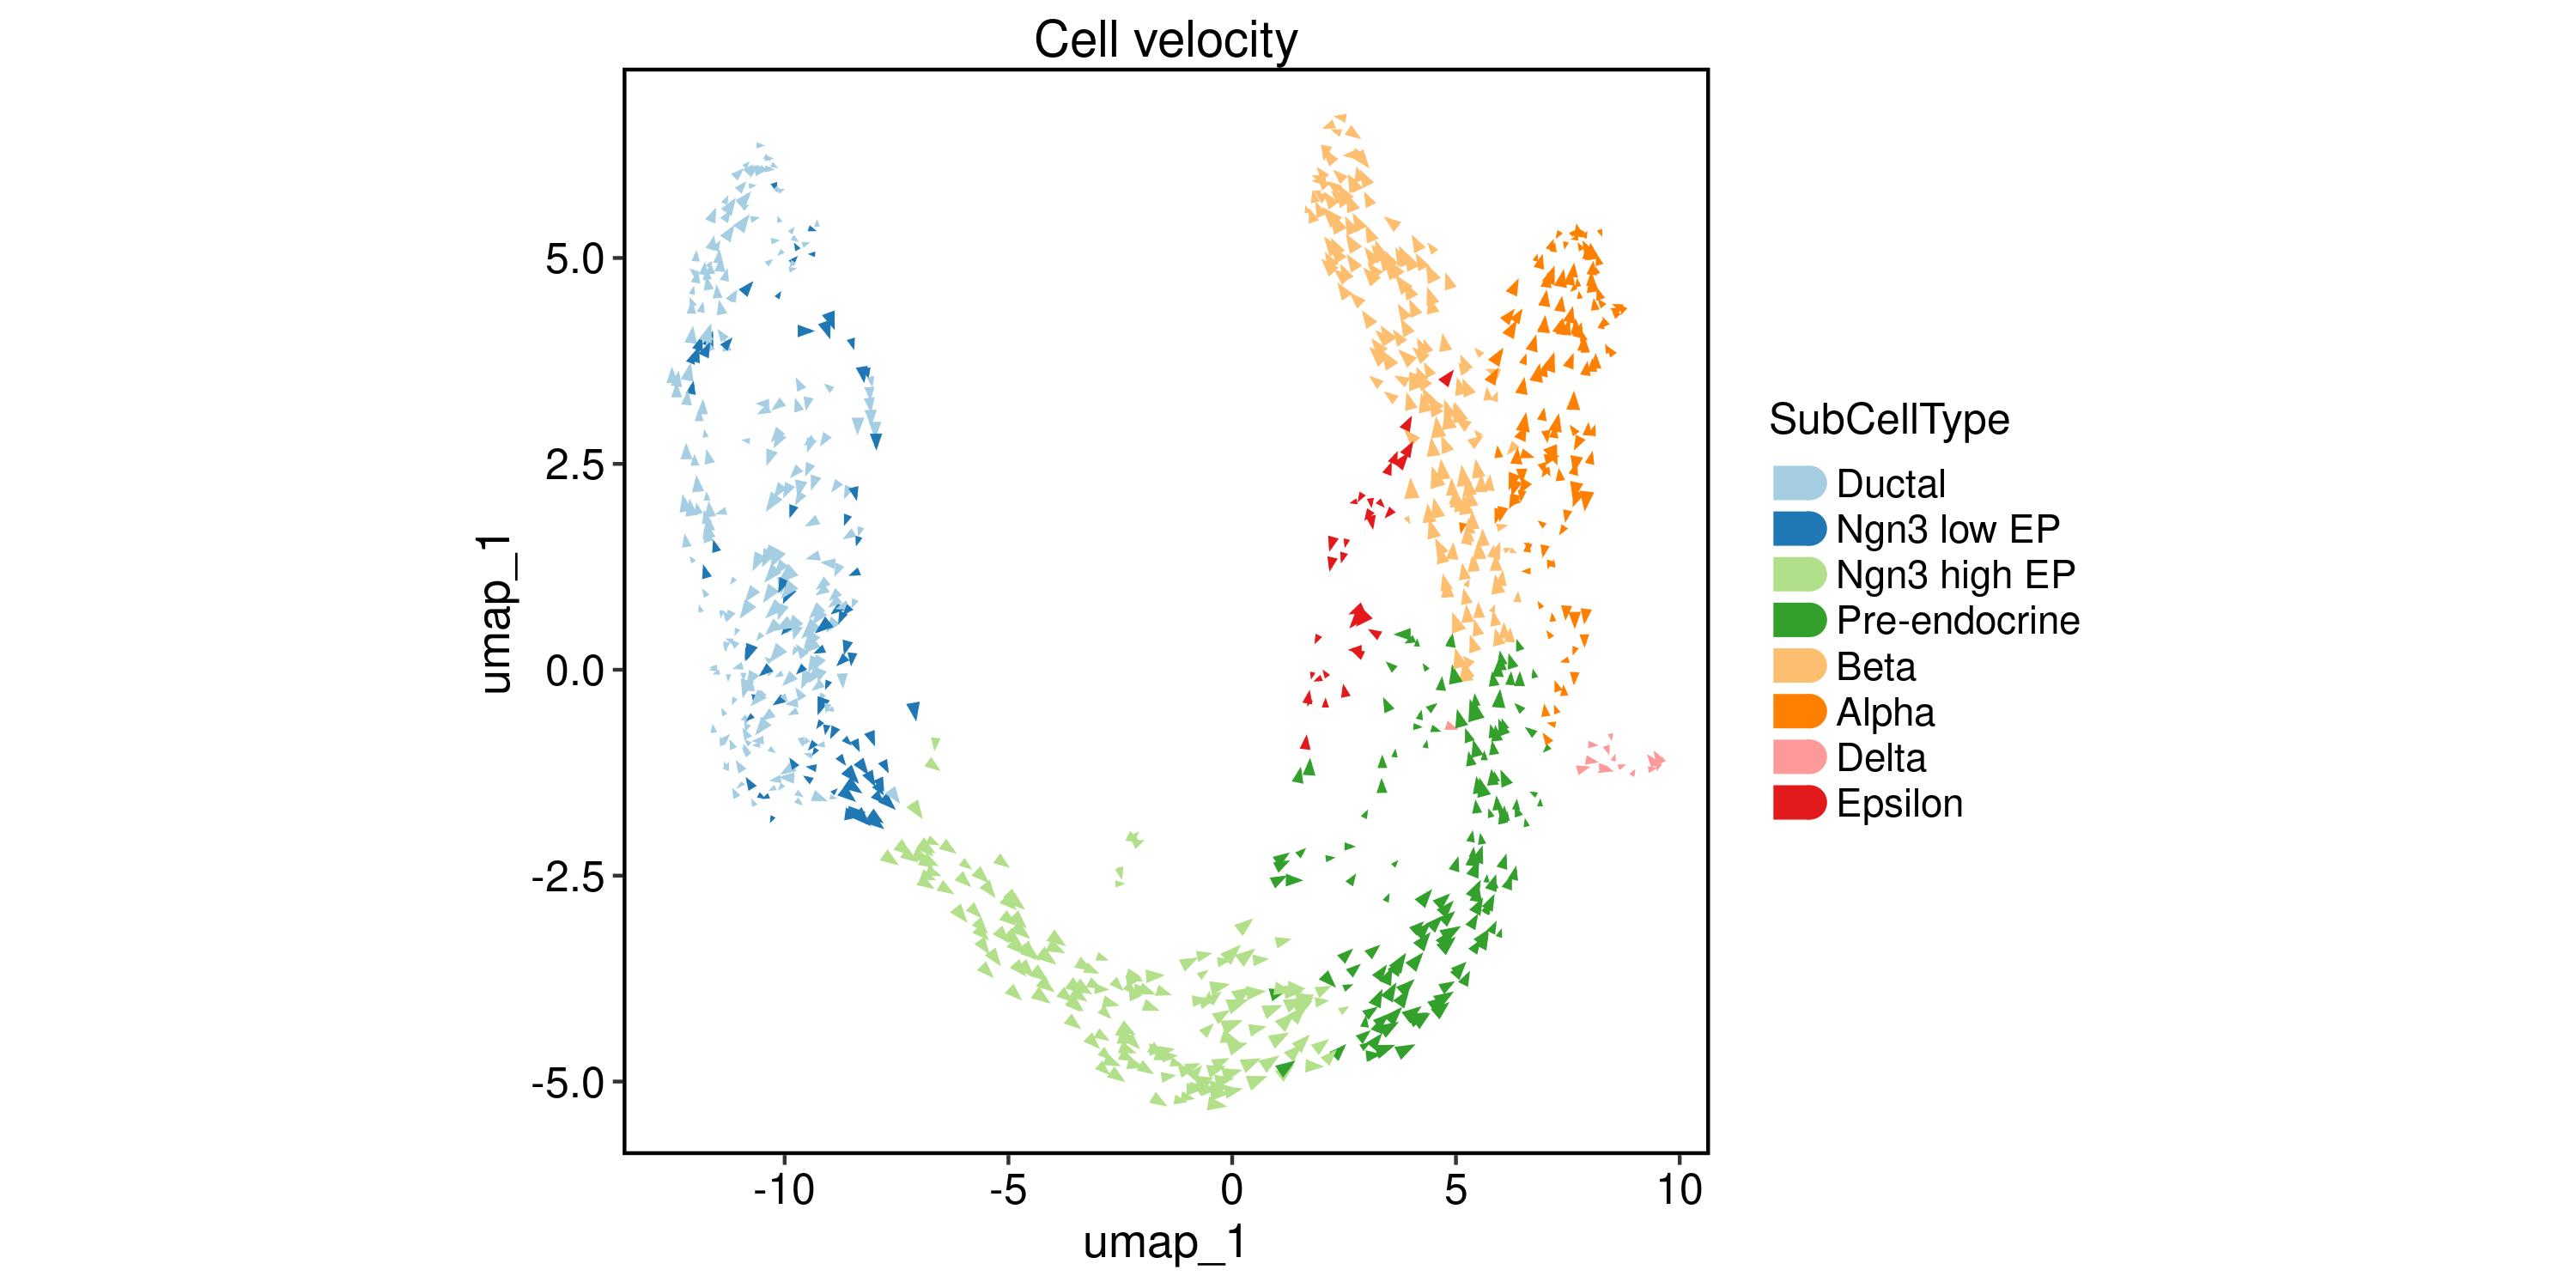 Cell velocity
5.0
2.5
0.0
-2.5
-5.0
umap_1
-10
-5
0
5
10
umap_1
SubCellType
Ductal
Ngn3 low EP
Ngn3 high EP
Pre-endocrine
Beta
Alpha
Delta
Epsilon